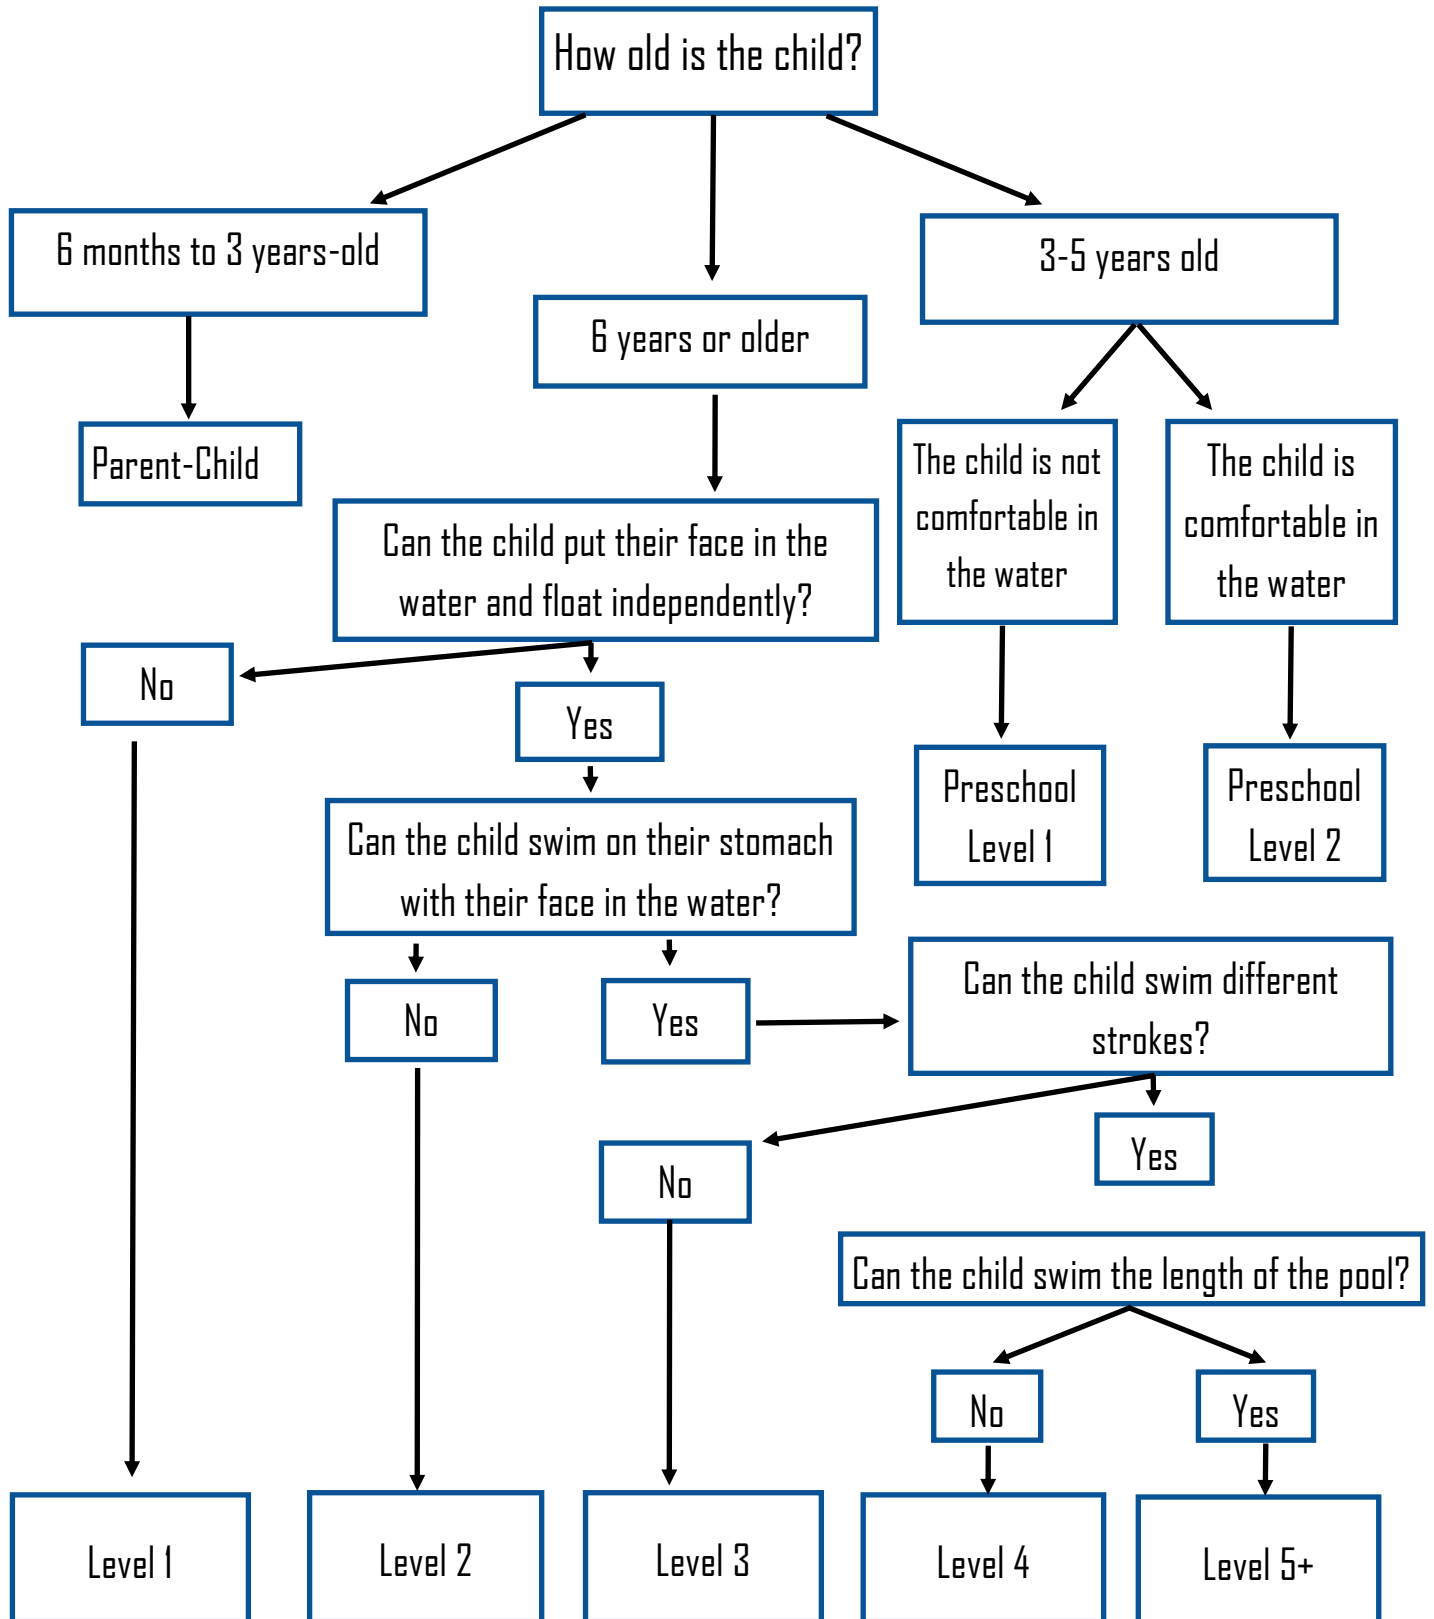 How old is the child?
6 months to 3 years-old
3-5 years old
6 years or older
Parent-Child
The child is not
comfortable in
the water
The child is
comfortable in
the water
Can the child put their face in the
water and float independently?
No
Yes
Preschool
Level 1
Preschool
Level 2
Can the child swim on their stomach
with their face in the water?
No
Yes
Can the child swim different
strokes?
No
Yes
Can the child swim the length of the pool?
No
Yes
Level 1
Level 2
Level 3
Level 4
Level 5+